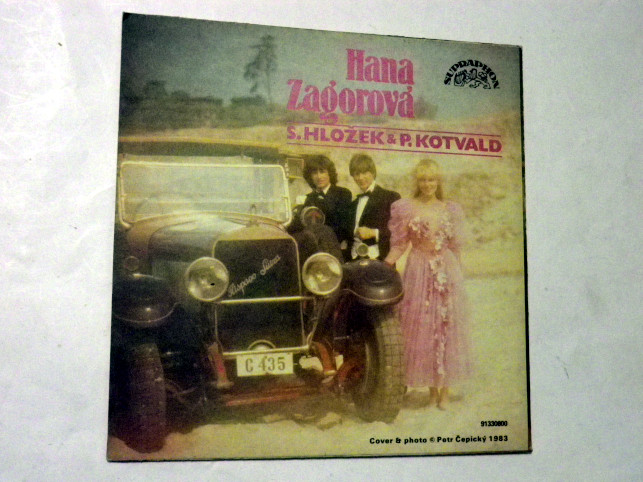 Hana
Zagorová
SUPRAPHON
S. HLOŽEK & P. KOTVALD
C 435
91330800
Cover & photo © Petr Čepický 1983